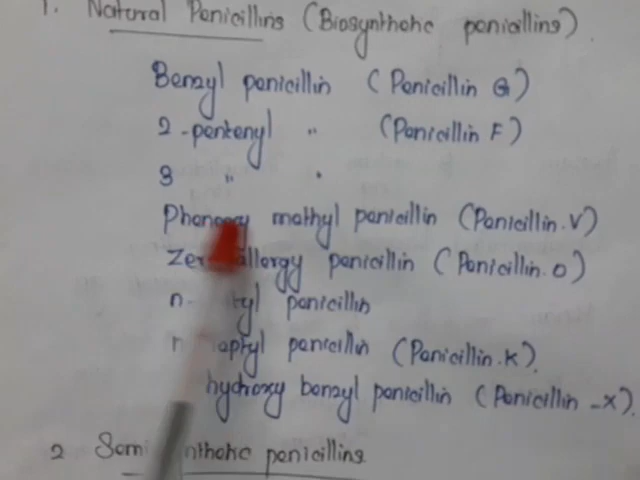 1. Natural Penicillins (Biosynthetic penicillins)
Benzyl penicillin (Penicillin G)
2-pentenyl " (Penicillin F)
3 " "
Phenoxy methyl penicillin (Penicillin.V)
allergy penicillin (Penicillin.O)
n- penicillin
penicillin (Penicillin.K)
hydroxy benzyl penicillin (Penicillin -X)
2 penicillins